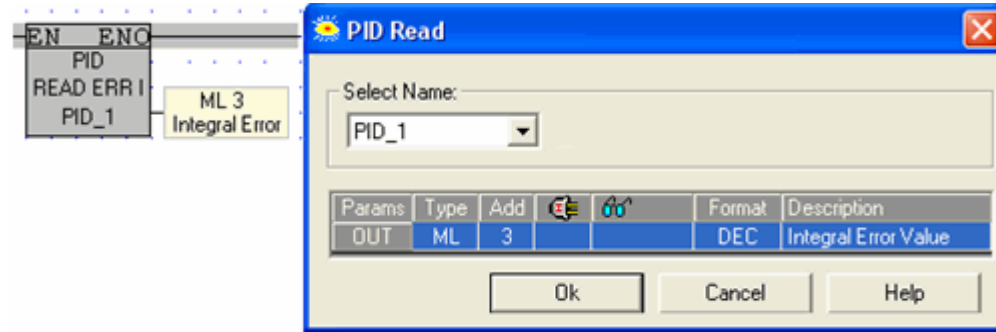 EN ENO
PID
READ ERR I
PID_1
ML 3
Integral Error
PID Read
Select Name:
PID_1
Params Type Add Format Description
OUT ML 3 DEC Integral Error Value
Ok Cancel Help